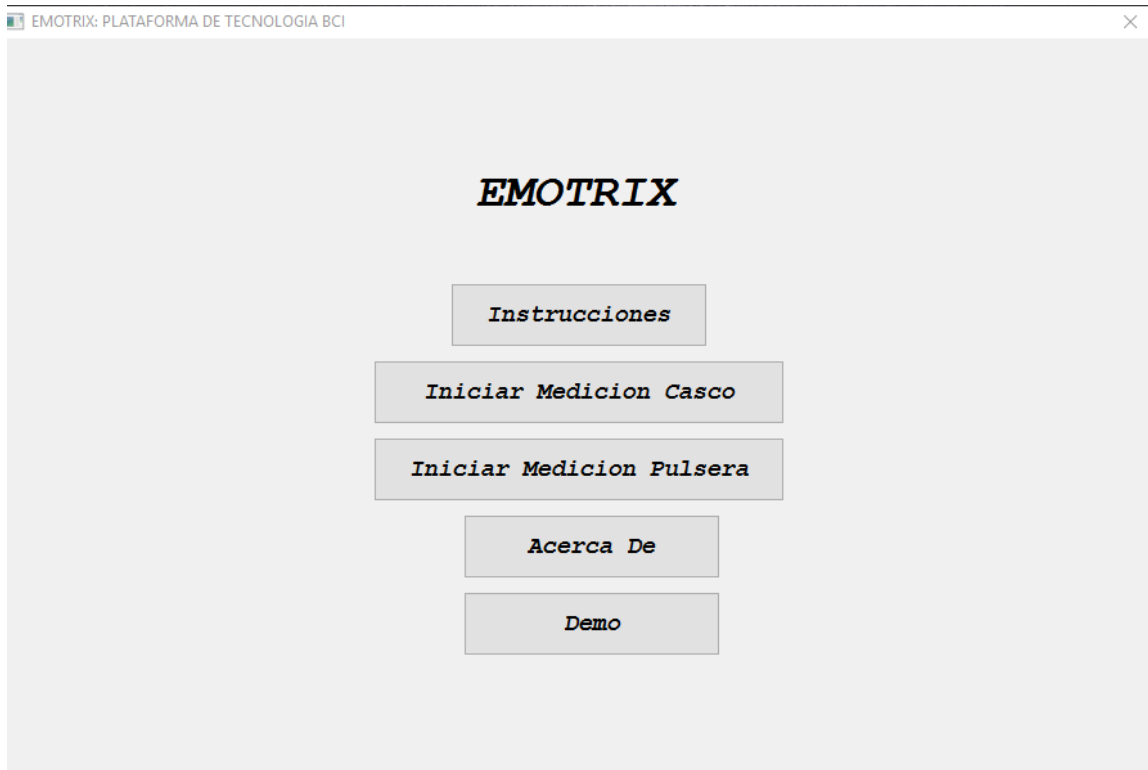 EMOTRIX: PLATAFORMA DE TECNOLOGIA BCI
EMOTRIX
Instrucciones
Iniciar Medicion Casco
Iniciar Medicion Pulsera
Acerca De
Demo